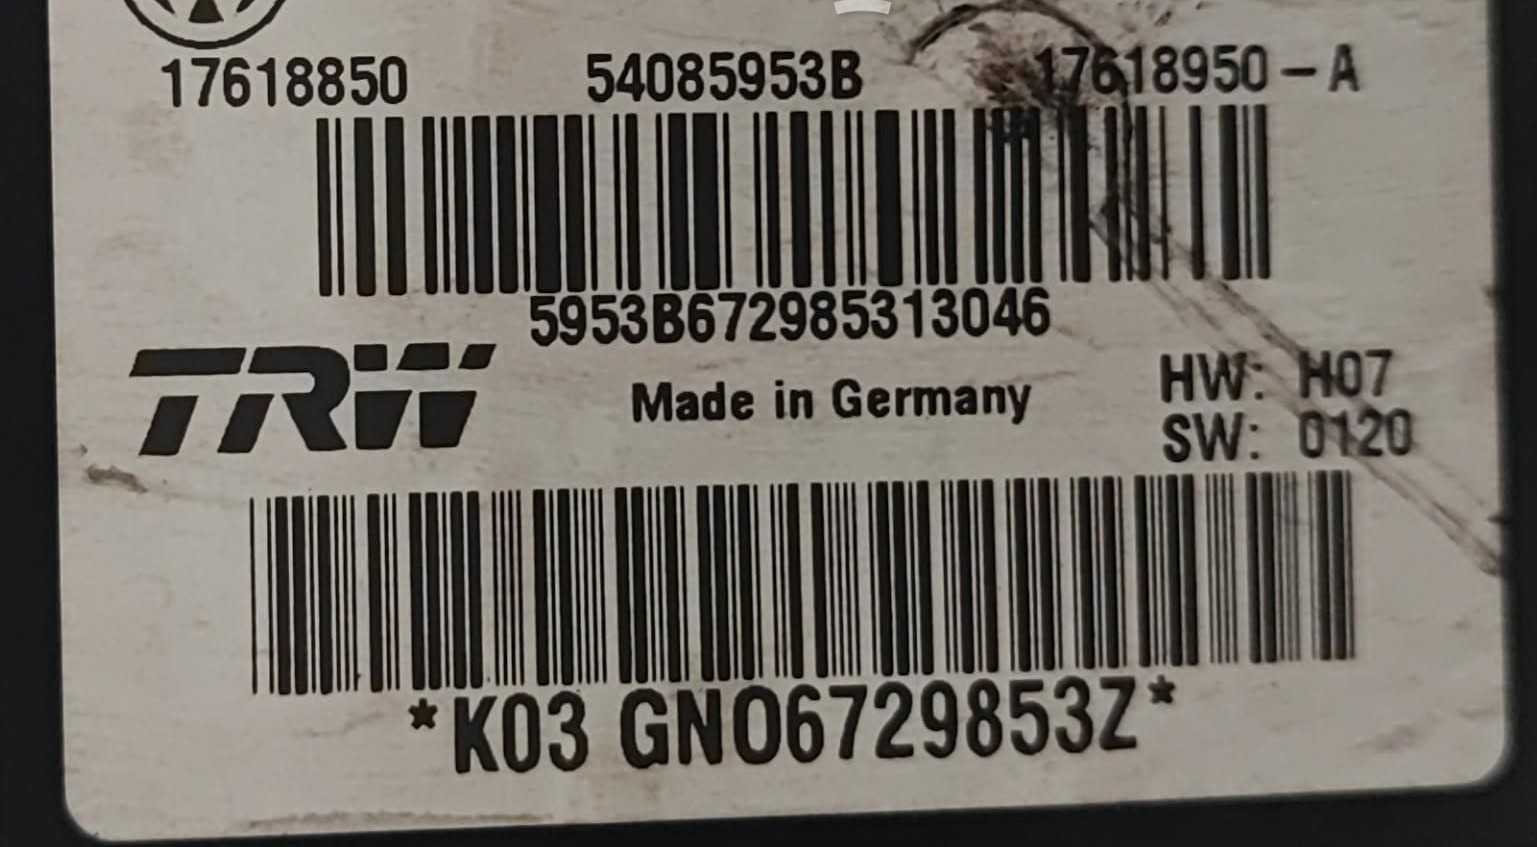 17618850 54085953B 17618950-A
5953B672985313046
TRW Made in Germany HW: H07
SW: 0120
*K03 GN06729853Z*